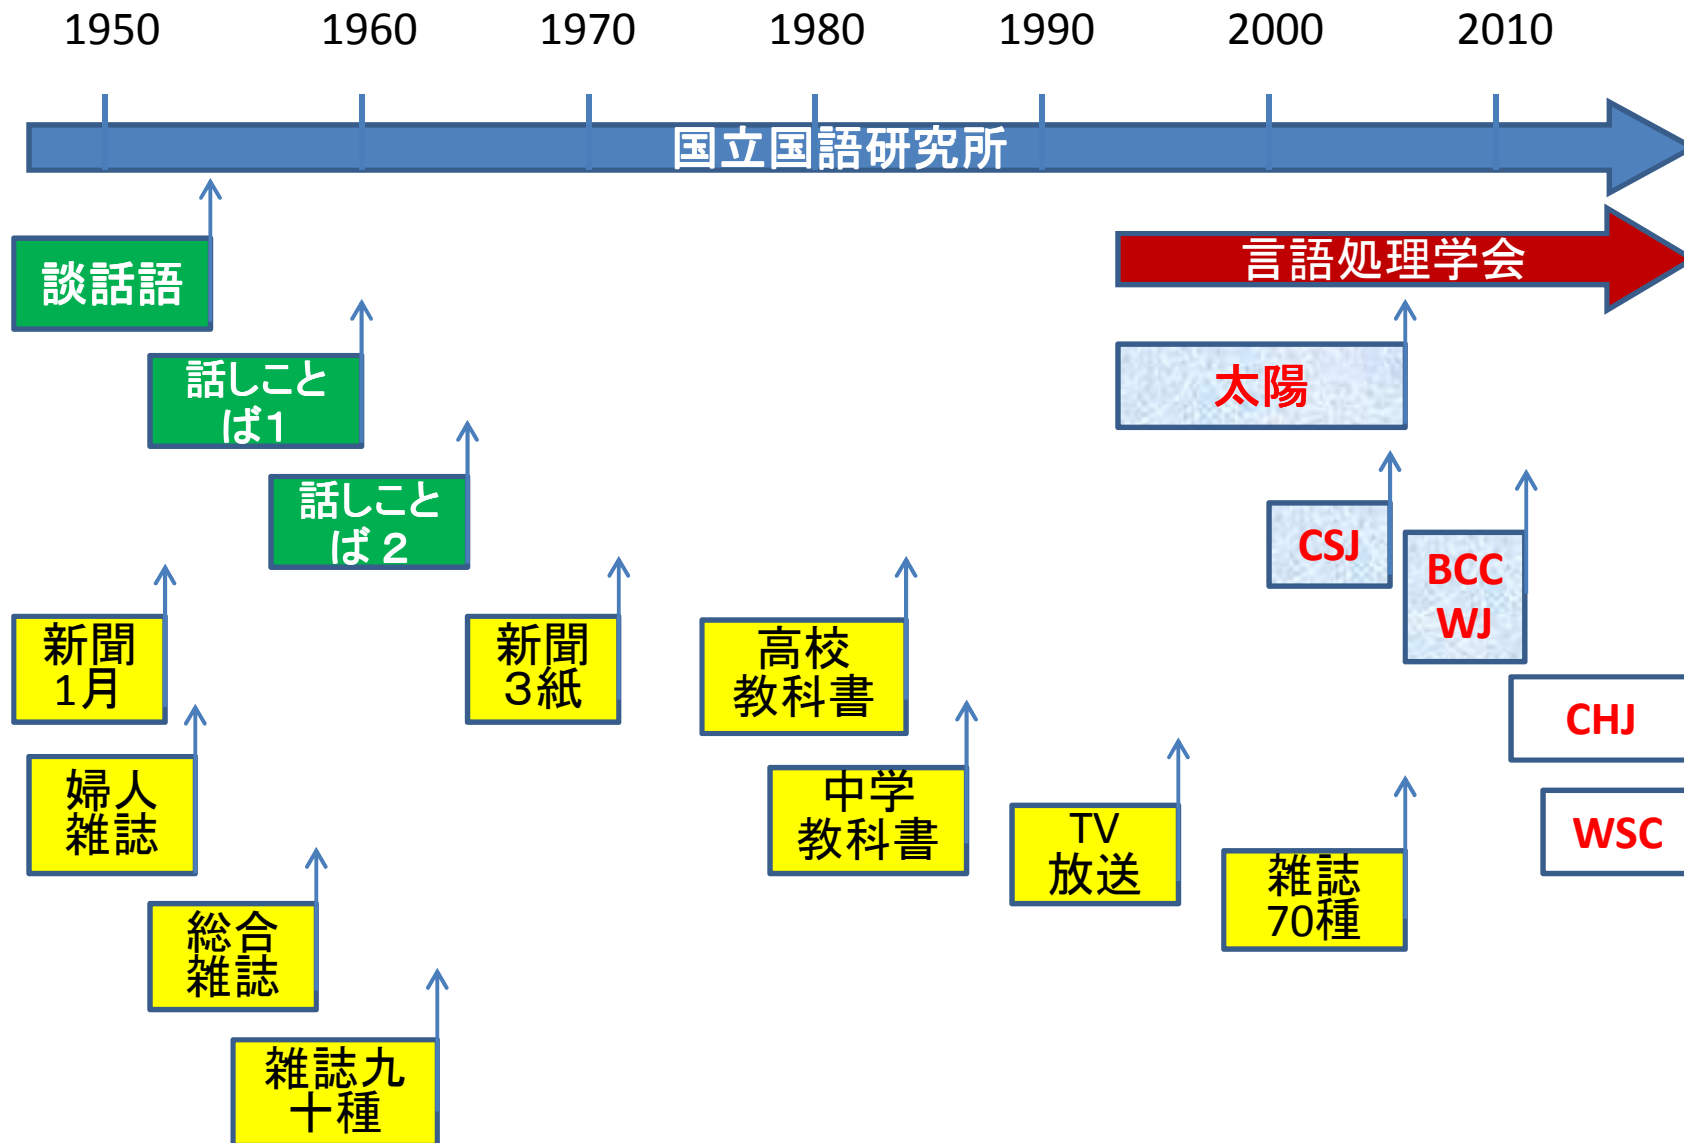 1950 1960 1970 1980 1990 2000 2010
国立国語研究所
言語処理学会
談話語
太陽
話しこと
ば1
話しこと
ば２
CSJ
BCC
WJ
新聞
1月
新聞
３紙
高校
教科書
CHJ
婦人
雑誌
中学
教科書
TV
放送
WSC
雑誌
70種
総合
雑誌
雑誌九
十種